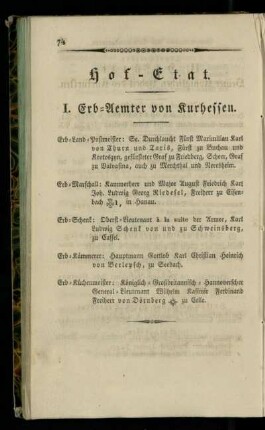 74
Hof-Etat.
I. Erb-Aemter von Kurhessen.
Erb-Land-Postmeister: Se. Durchlaucht Fürst Maximilian Karl
von Thurn und Taxis, Fürst zu Buchau und
Krotoszyn, gefürsteter Graf zu Friedberg, Scheer, Graf
zu Valsassina, auch zu Marchthal und Neresheim.
Erb-Marschall: Kammerherr und Major August Friedrich Karl
Joh. Ludwig Georg Riedesel, Freiherr zu Eisen-
bach 1, in Hanau.
Erb-Schenk: Oberst-Lieutenant à la suite der Armee, Karl
Ludwig Schenk von und zu Schweinsberg,
zu Cassel.
Erb-Kämmerer: Hauptmann Gottlob Karl Christian Heinrich
von Berlepsch, zu Seebach.
Erb-Küchenmeister: Königlich-Großbritannisch-Hannoverscher
General-Lieutenant Wilhelm Kasimir Ferdinand
Freiherr von Dörnberg, zu Celle.